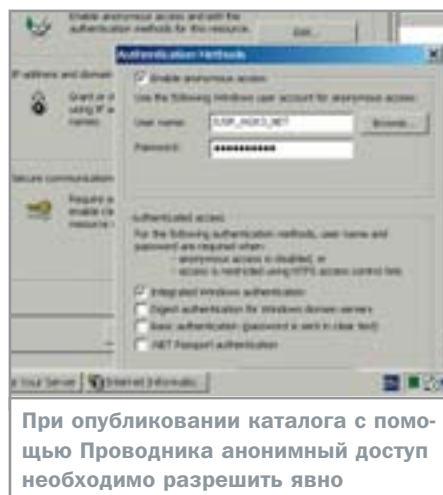 Enable anonymous access and edit the
authentication methods for this resource.
Edit...
Authentication Methods
IP address and domain
Grant or d
using IP a
names.
Enable anonymous access
Use the following Windows user account for anonymous access:
User name:
Browse...
Password:
Secure communication
Require s
enable
resource
Authenticated access
For the following authentication methods, user name and
password are required when:
- anonymous access is disabled, or
- access is restricted using NTFS access control lists
Integrated Windows authentication
Digest authentication for Windows domain servers
Basic authentication (password is sent in clear text)
.NET Passport authentication
Your Server
Internet Informatic...
При опубликовании каталога с помо-
щью Проводника анонимный доступ
необходимо разрешить явно